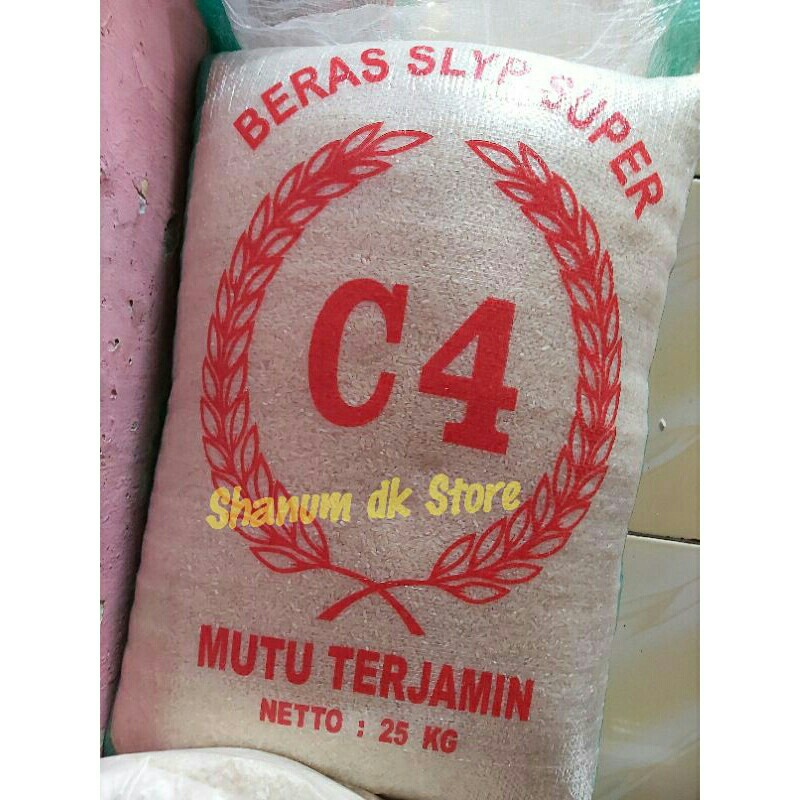 BERAS SLYP SUPER
C4
Shanum dk Store
MUTU TERJAMIN
NETTO : 25 KG